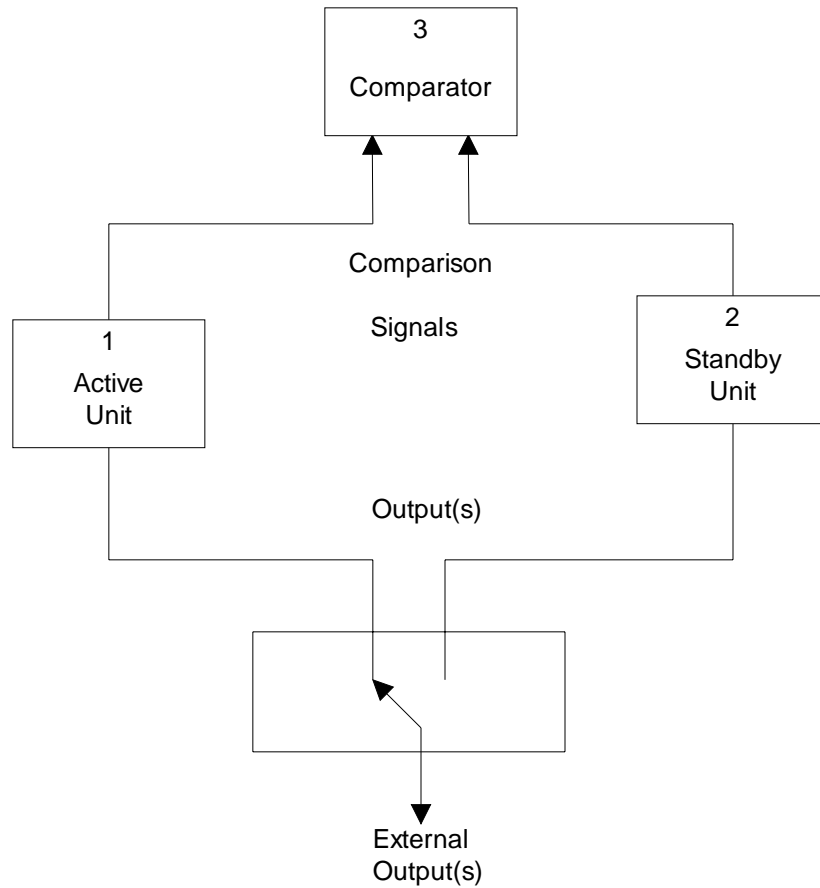 3
Comparator
Comparison
Signals
1
Active
Unit
2
Standby
Unit
Output(s)
External
Output(s)